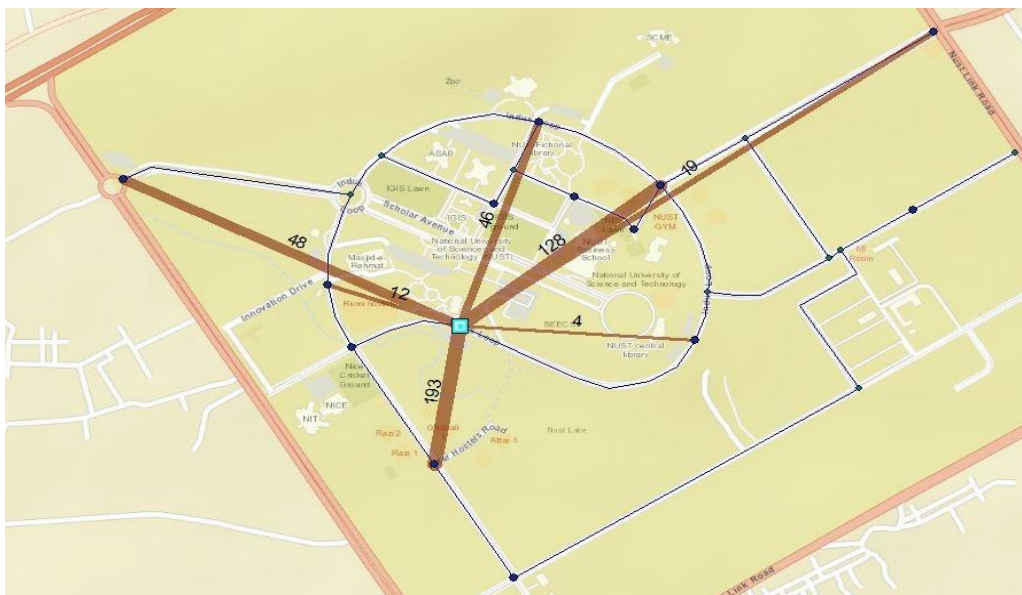 SCME
Nust Link Road
Zoo
Indus Loop
NUST
Library
ASAB
19
Indus
Loop
IGIS Lawn
IGIS
46
NUST
GYM
Scholar Avenue
48
128
National University
of Science and
Technology (NUST)
NUST
Business
School
MI
Room
Masjid-e-
Rehmat
National University of
Science and Technology
12
Innovation Drive
Rumi
4
SEECS
Loop
NUST central
library
Nice
Cricket
Ground
193
NICE
NIT
Razi 2
Hostels Road
Attar 1
Nust Lake
Razi 1
Link Road